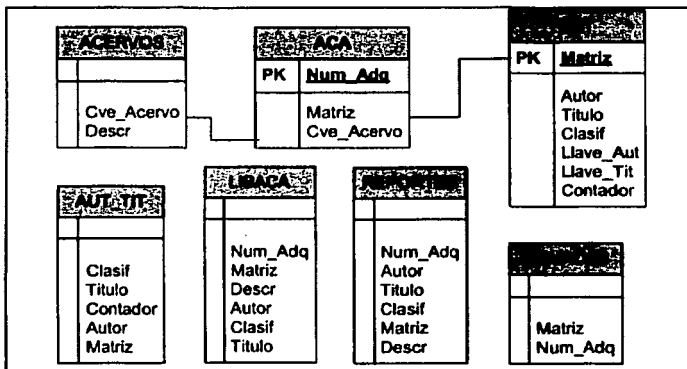 ACERVOS
Cve_Acervo
Descr
ACA
PK Num_Adq
Matriz
Cve_Acervo
PK Matriz
Autor
Titulo
Clasif
Llave_Aut
Llave_Tit
Contador
AUT_TIT
Clasif
Titulo
Contador
Autor
Matriz
LIBACA
Num_Adq
Matriz
Descr
Autor
Clasif
Titulo
Num_Adq
Autor
Titulo
Clasif
Matriz
Descr
Matriz
Num_Adq